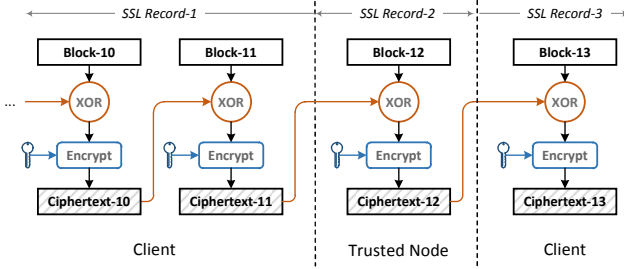 SSL Record-1 SSL Record-2 SSL Record-3
Block-10 Block-11 Block-12 Block-13
... XOR XOR XOR XOR
Encrypt Encrypt Encrypt Encrypt
Ciphertext-10 Ciphertext-11 Ciphertext-12 Ciphertext-13
Client Trusted Node Client